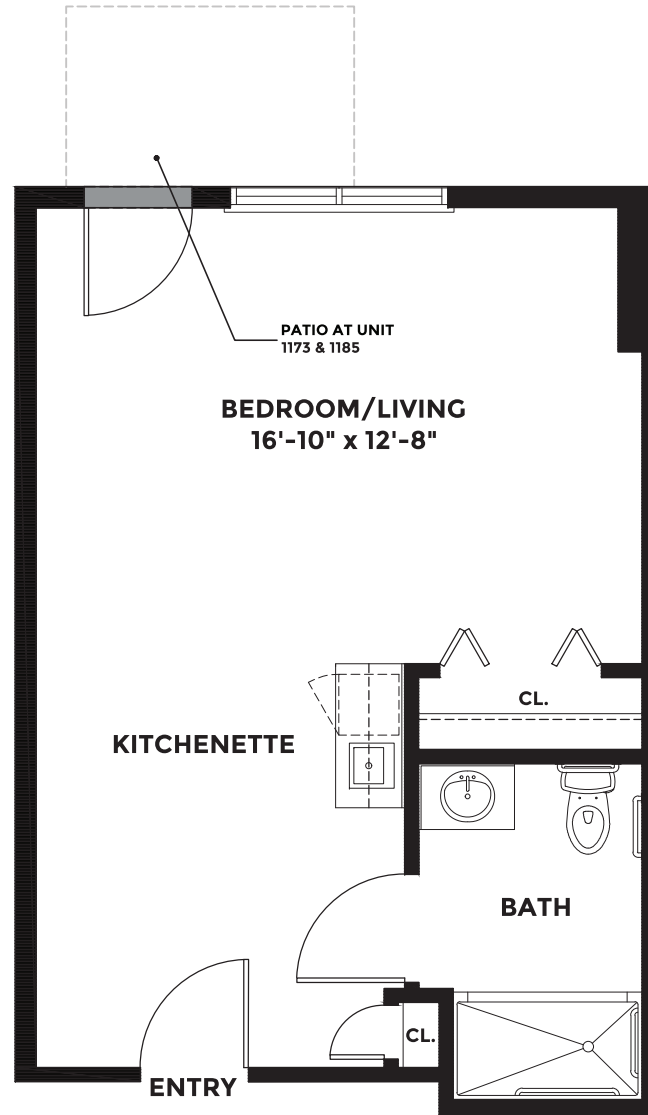 PATIO AT UNIT
1173 & 1185
BEDROOM/LIVING
16'-10" x 12'-8"
CL.
KITCHENETTE
BATH
CL.
ENTRY